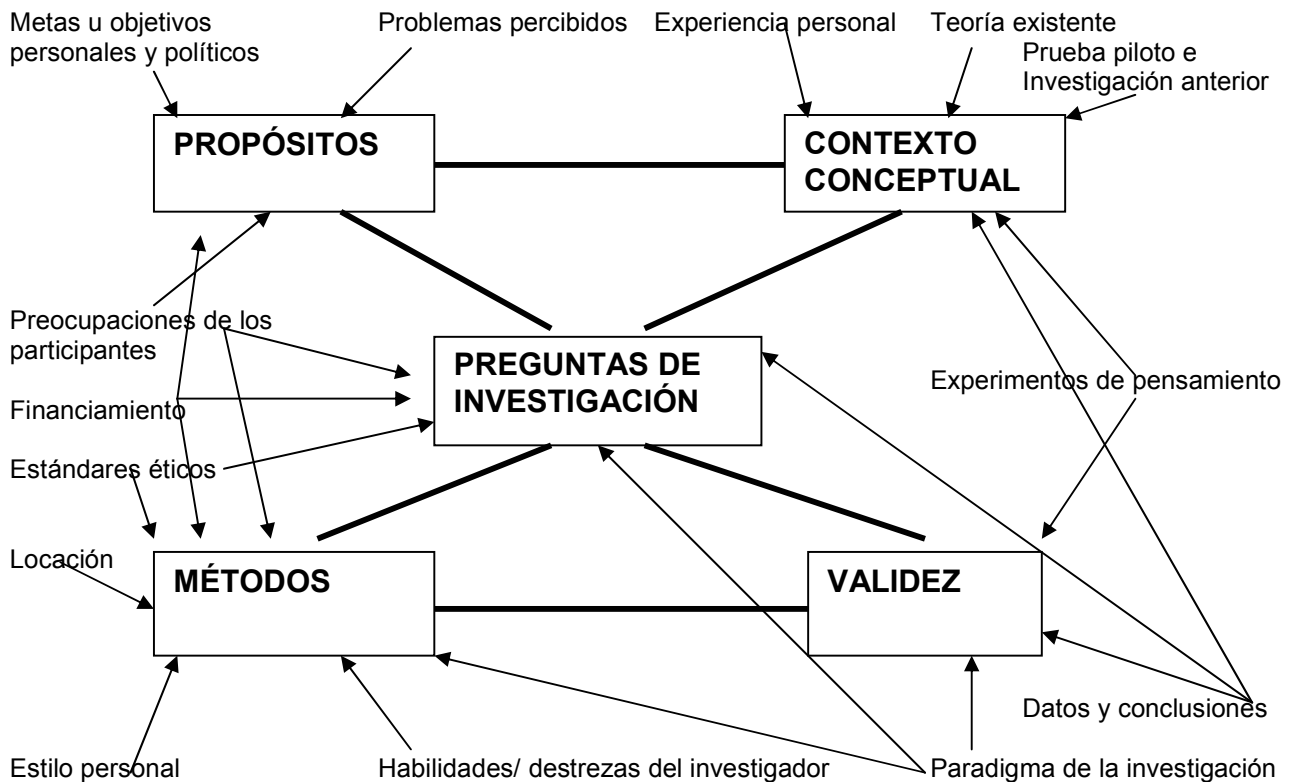 Metas u objetivos
personales y políticos
Problemas percibidos
Experiencia personal
Teoría existente
Prueba piloto e
Investigación anterior
PROPÓSITOS
CONTEXTO
CONCEPTUAL
Preocupaciones de los
participantes
PREGUNTAS DE
INVESTIGACIÓN
Experimentos de pensamiento
Financiamiento
Estándares éticos
Locación
MÉTODOS
VALIDEZ
Datos y conclusiones
Estilo personal
Habilidades/ destrezas del investigador
Paradigma de la investigación